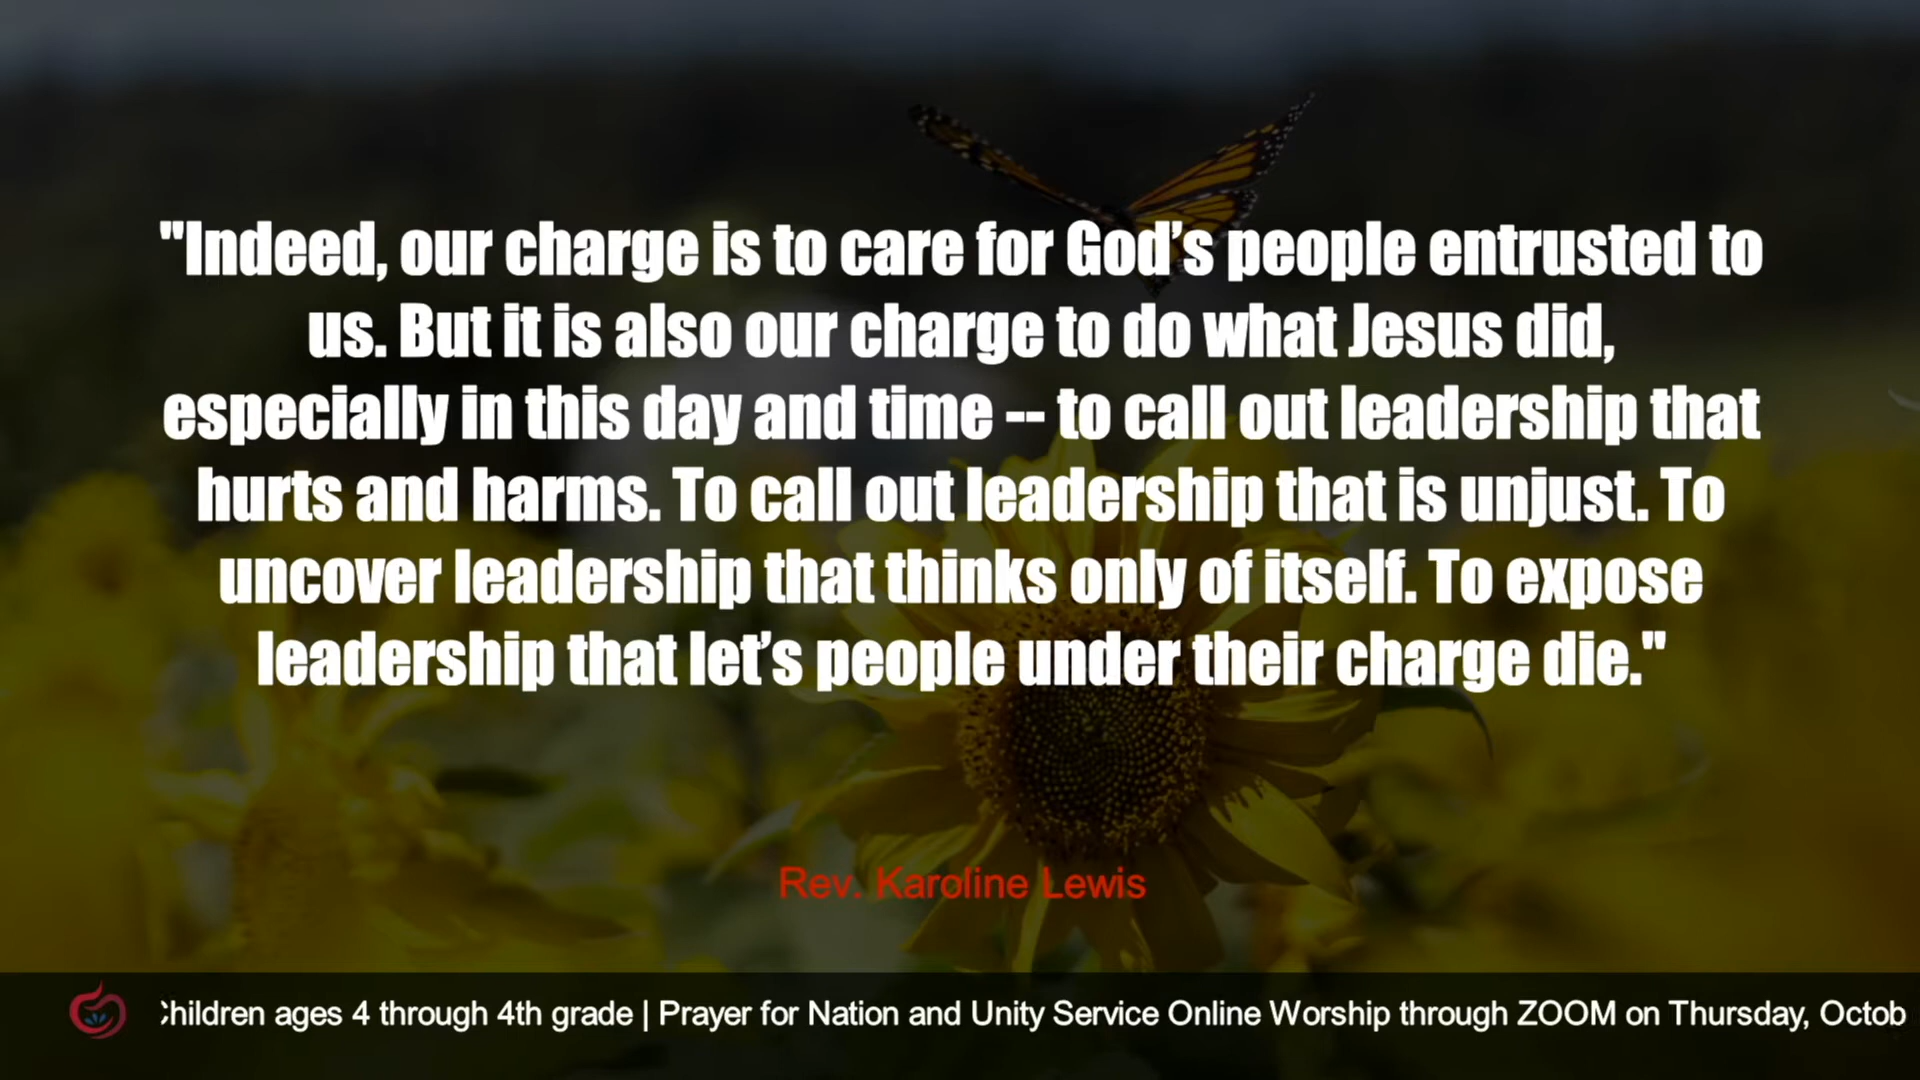 "Indeed, our charge is to care for God’s people entrusted to
us. But it is also our charge to do what Jesus did,
especially in this day and time -- to call out leadership that
hurts and harms. To call out leadership that is unjust. To
uncover leadership that thinks only of itself. To expose
leadership that let’s people under their charge die."
Rev. Karoline Lewis
ages 4 through 4th grade | Prayer for Nation and Unity Service Online Worship through ZOOM on Thursday, Octob